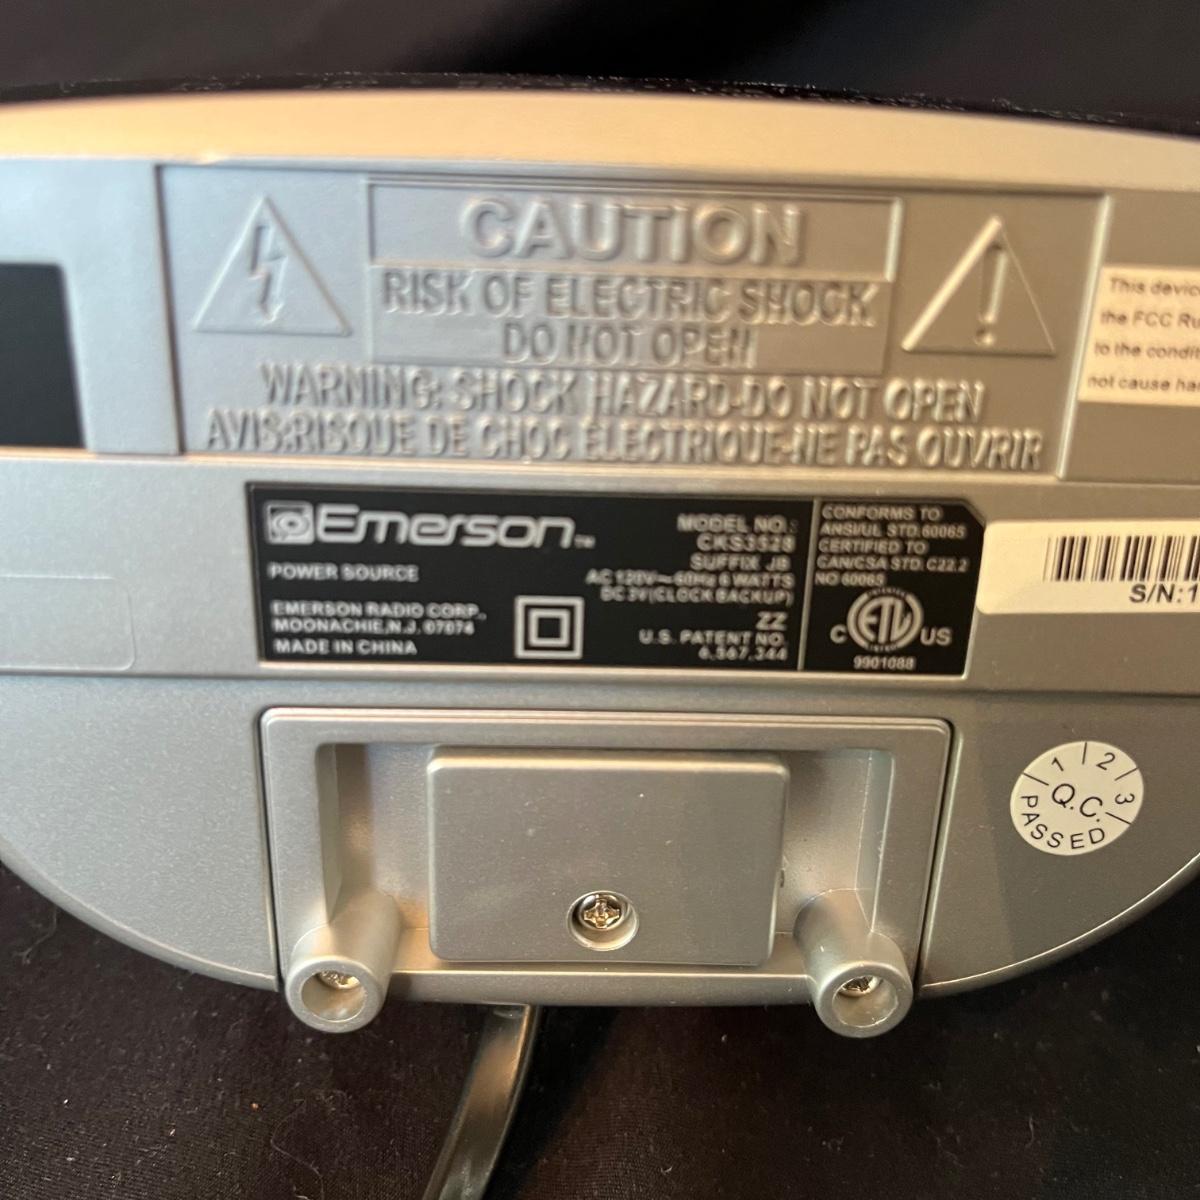 CAUTION
RISK OF ELECTRIC SHOCK
DO NOT OPEN
WARNING: SHOCK HAZARD-DO NOT OPEN
AVIS:RISQUE DE CHOC ELECTRIQUE-NE PAS OUVRIR
This device
the FCC Ru
to the condit
not cause ha
Emerson™
POWER SOURCE
EMERSON RADIO CORP.,
MOONACHIE, N.J. 07074
MADE IN CHINA
MODEL NO.:
CKS3528
SUFFIX JB
AC 120V~60Hz 6 WATTS
DC 3V(CLOCK BACKUP)
ZZ
U.S. PATENT NO.
6,567,344
CONFORMS TO
ANSI/UL STD.60065
CERTIFIED TO
CAN/CSA STD. C22.2
NO 60065
C ETL US
9901088
S/N:1
1 2 3
Q.C.
PASSED